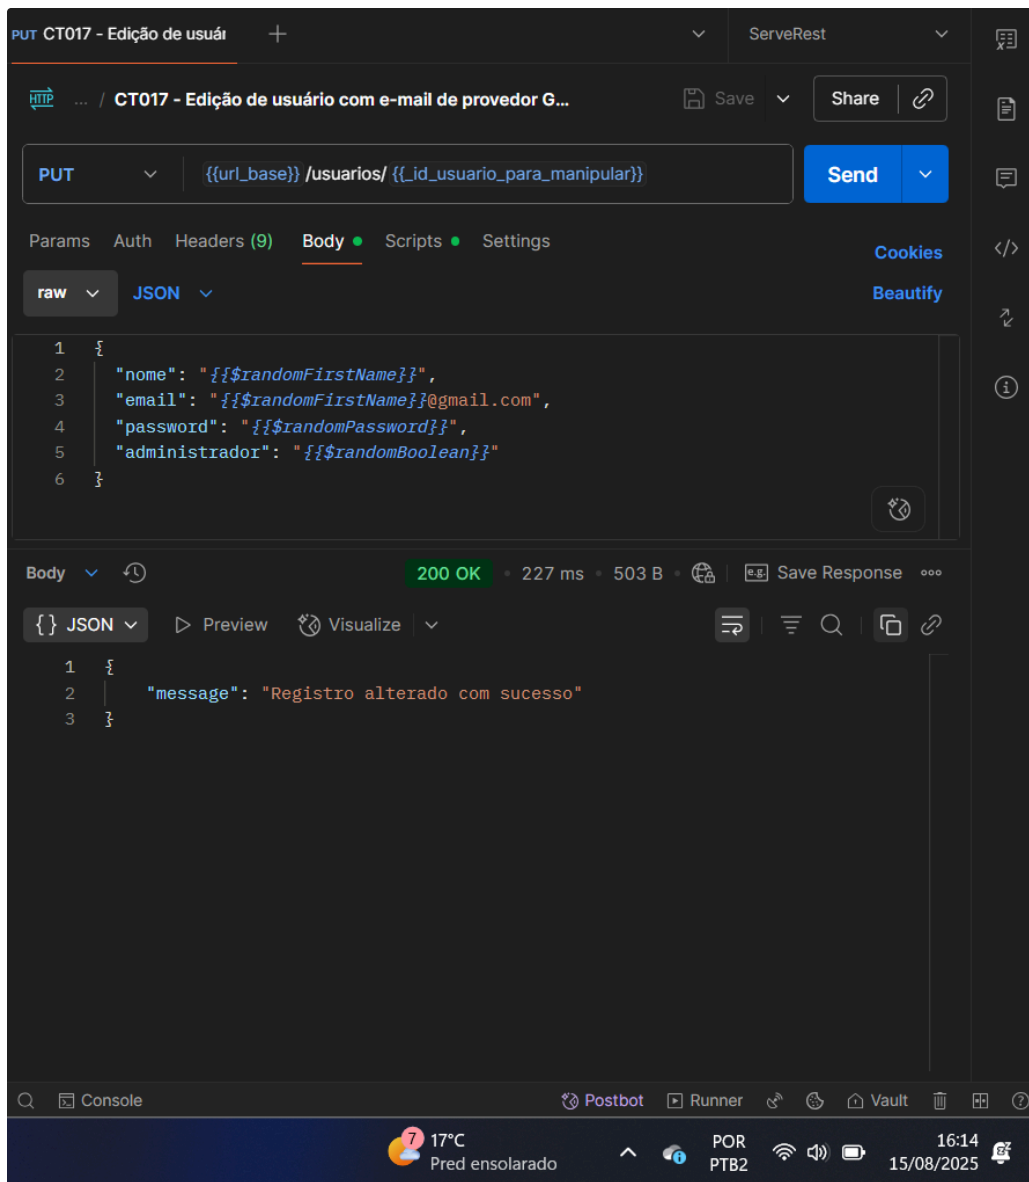 PUT CT017 - Edição de usuár
ServeRest
HTTP ... / CT017 - Edição de usuário com e-mail de provedor G... Save Share
PUT {{url_base}} /usuarios/ {{_id_usuario_para_manipular}} Send
Params Auth Headers (9) Body Scripts Settings Cookies
raw JSON Beautify
1 {
2 "nome": "{{$randomFirstName}}",
3 "email": "{{$randomFirstName}}@gmail.com",
4 "password": "{{$randomPassword}}",
5 "administrador": "{{$randomBoolean}}"
6 }
Body 200 OK • 227 ms • 503 B • e.g. Save Response
{} JSON Preview Visualize
1 {
2 "message": "Registro alterado com sucesso"
3 }
Console Postbot Runner Vault
7 17°C
Pred ensolarado
POR
PTB2
16:14
15/08/2025